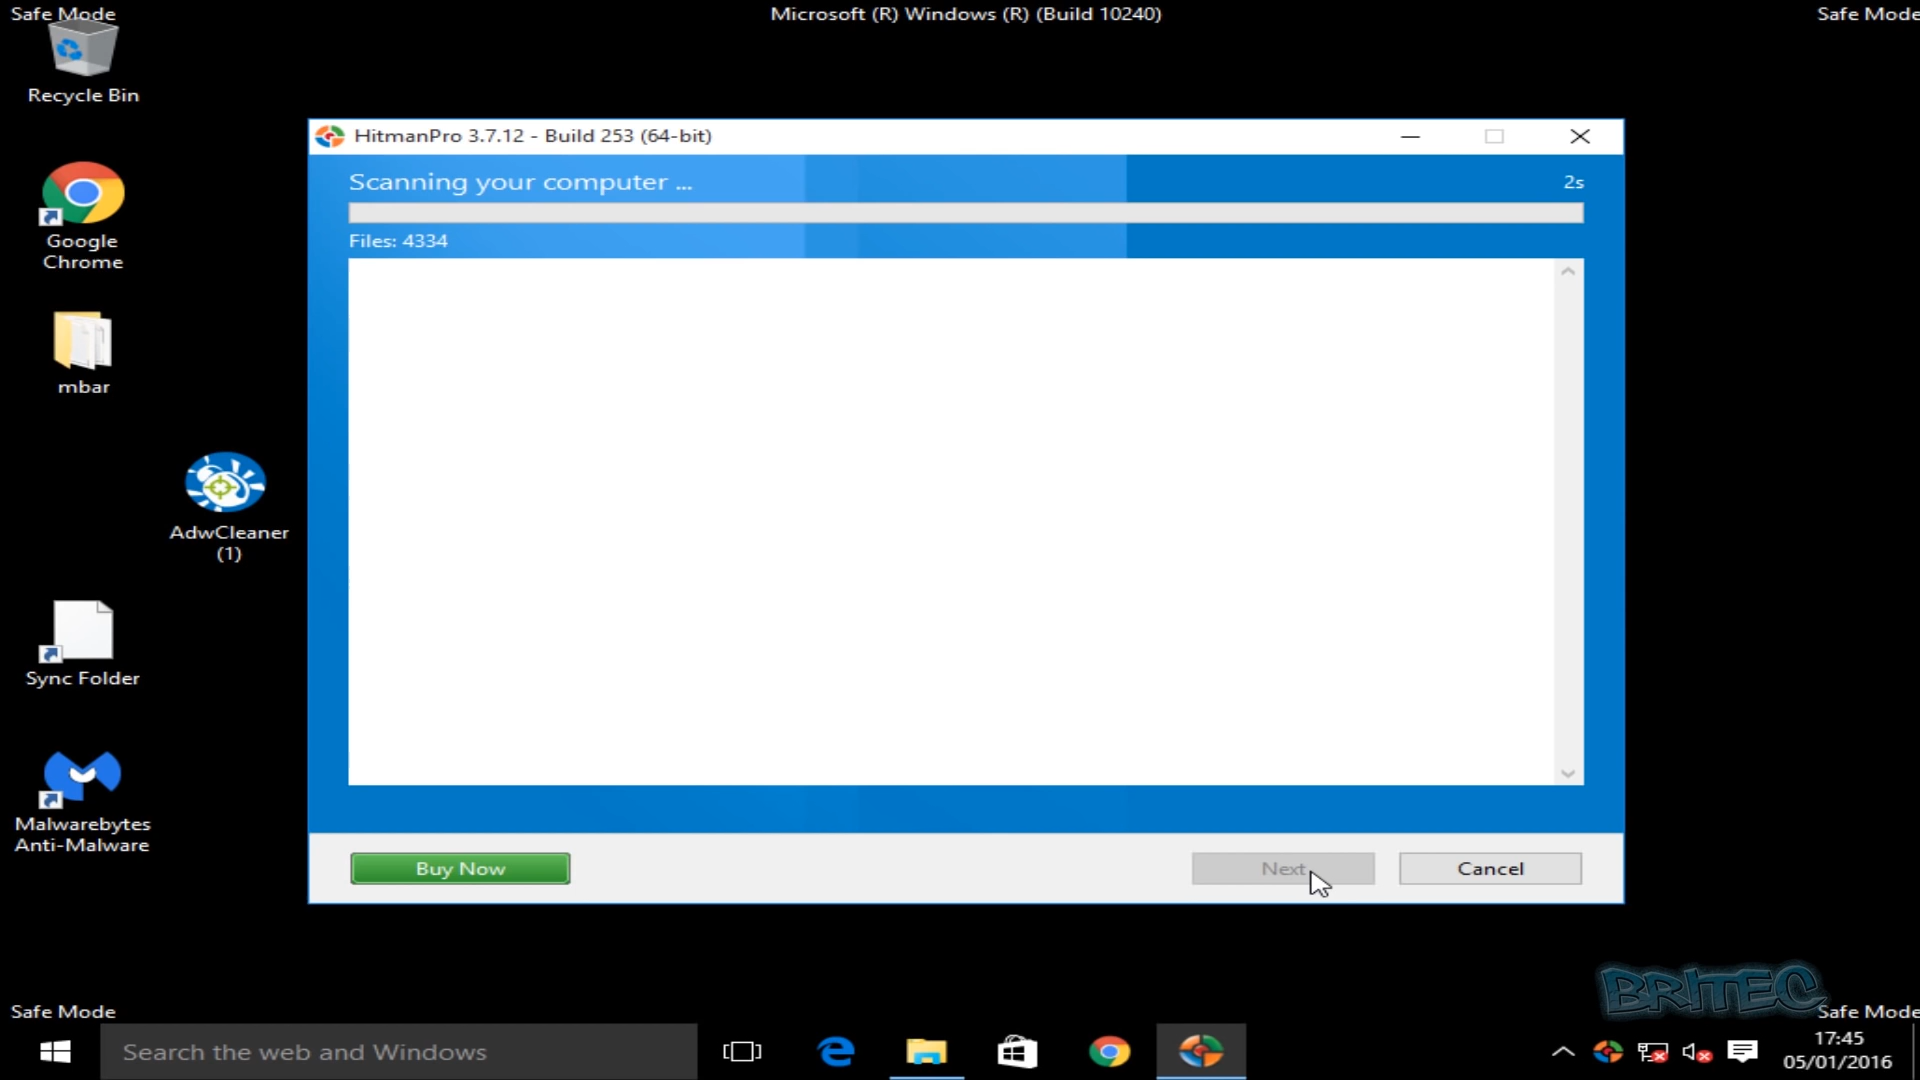 Safe Mode
Microsoft (R) Windows (R) (Build 10240)
Safe Mode
Recycle Bin
Google
Chrome
mbar
AdwCleaner
(1)
Sync Folder
Malwarebytes
Anti-Malware
HitmanPro 3.7.12 - Build 253 (64-bit)
Scanning your computer ...
2s
Files: 4334
Buy Now
Next
Cancel
BRITEC
Safe Mode
Safe Mode
Search the web and Windows
17:45
05/01/2016